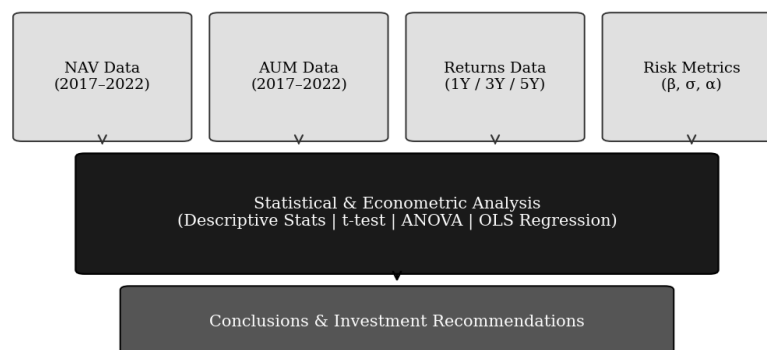 NAV Data
(2017–2022)
AUM Data
(2017–2022)
Returns Data
(1Y / 3Y / 5Y)
Risk Metrics
(β, σ, α)
Statistical & Econometric Analysis
(Descriptive Stats | t-test | ANOVA | OLS Regression)
Conclusions & Investment Recommendations